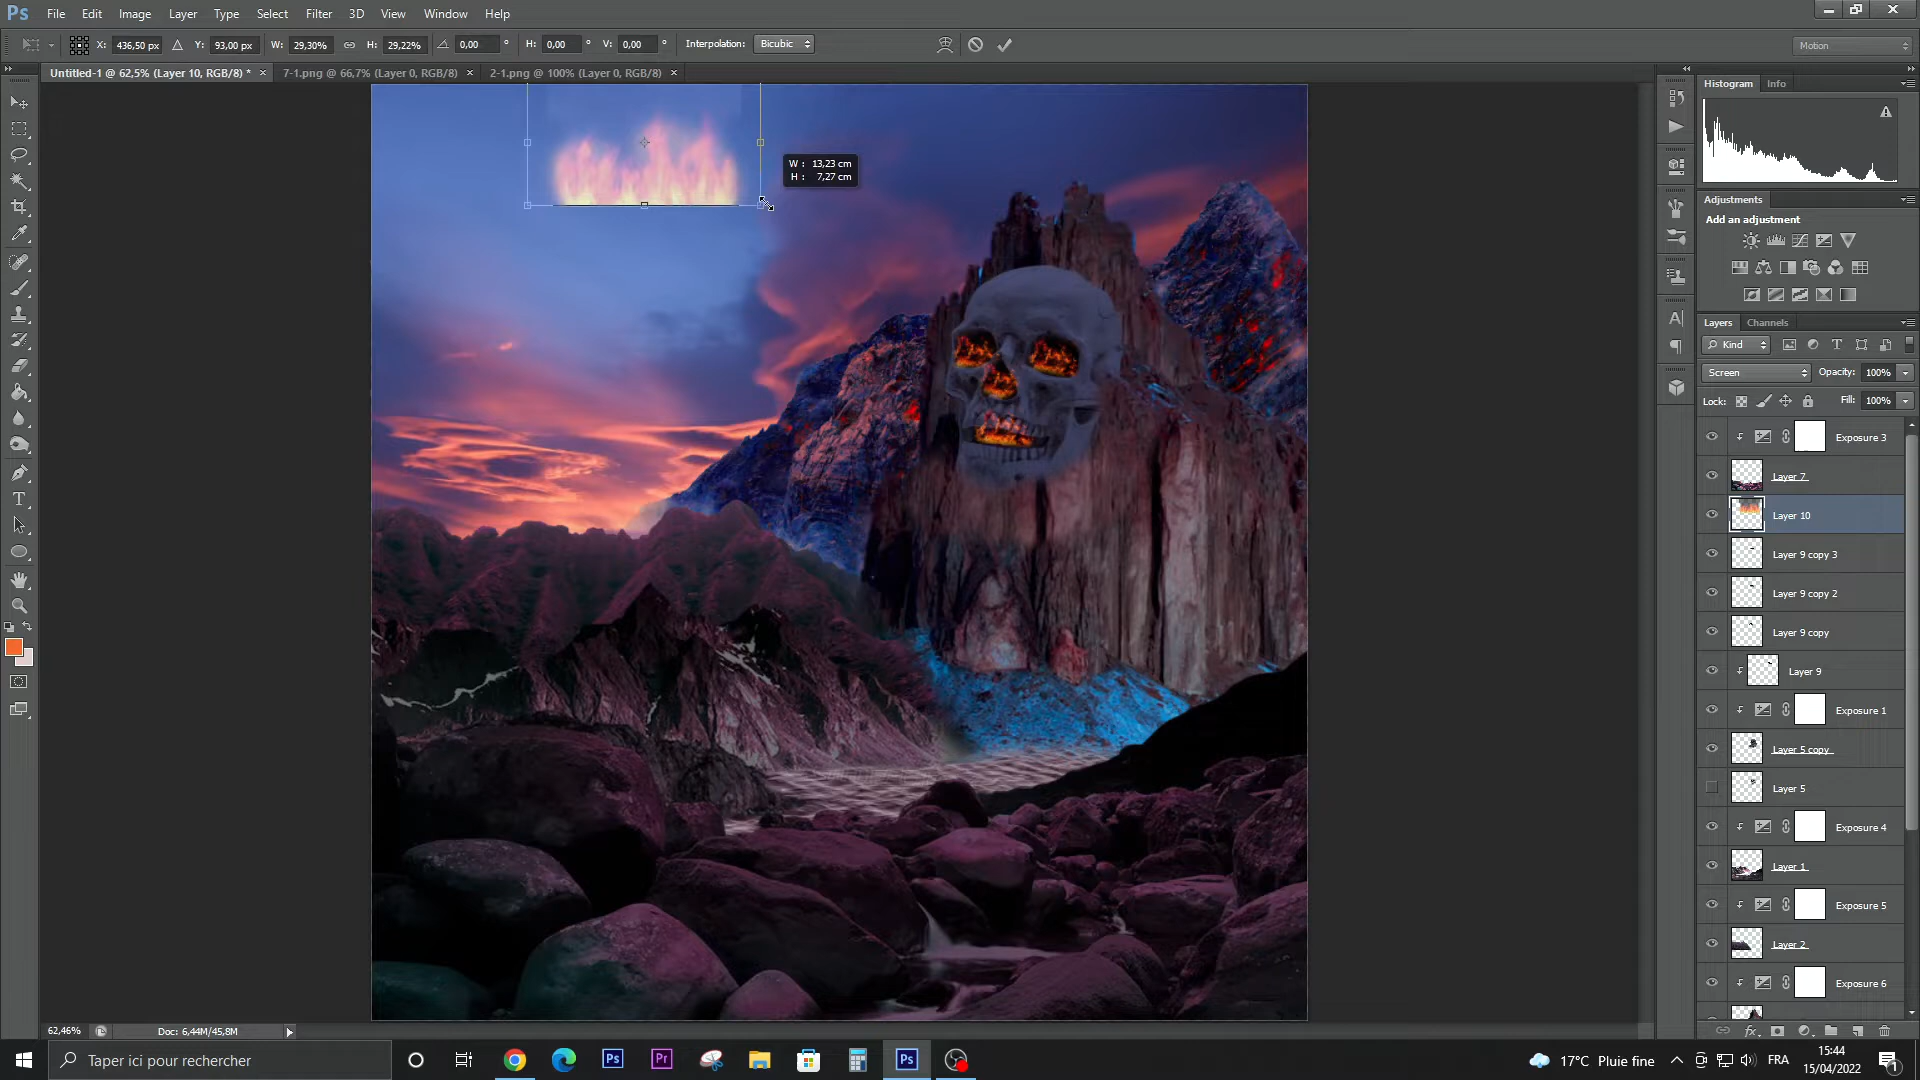 Ps File Edit Image Layer Type Select Filter 3D View Window Help
X: 436,50 px Y: 93,00 px W: 29,30% H: 29,22% 0,00 ° H: 0,00 ° V: 0,00 ° Interpolation: Bicubic Motion
Untitled-1 @ 62,5% (Layer 10, RGB/8) * × 7-1.png @ 66,7% (Layer 0, RGB/8) × 2-1.png @ 100% (Layer 0, RGB/8) ×
Histogram Info
W : 13,23 cm
H : 7,27 cm
Adjustments
Add an adjustment
Layers Channels
Kind
Screen Opacity: 100%
Lock: Fill: 100%
Exposure 3
Layer 7
Layer 10
Layer 9 copy 3
Layer 9 copy 2
Layer 9 copy
Layer 9
Exposure 1
Layer 5 copy
Layer 5
Exposure 4
Layer 1
Exposure 5
Layer 2
Exposure 6
62,46% Doc: 6,44M/45,8M
Taper ici pour rechercher
Ps Pr Ps
17°C Pluie fine FRA
15:44
15/04/2022
1